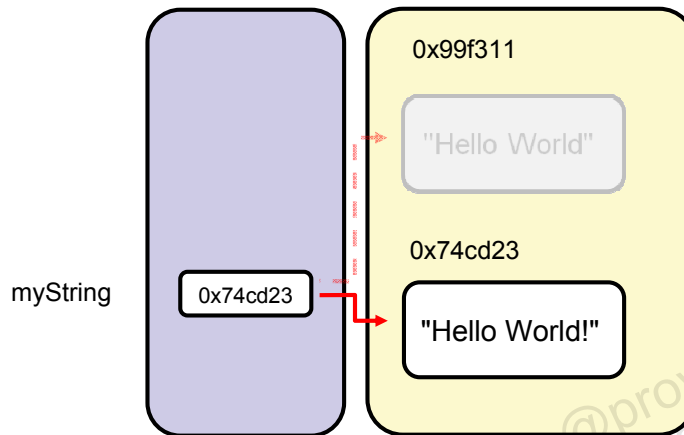 0x99f311
"Hello World"
0x74cd23
myString
0x74cd23
"Hello World!"